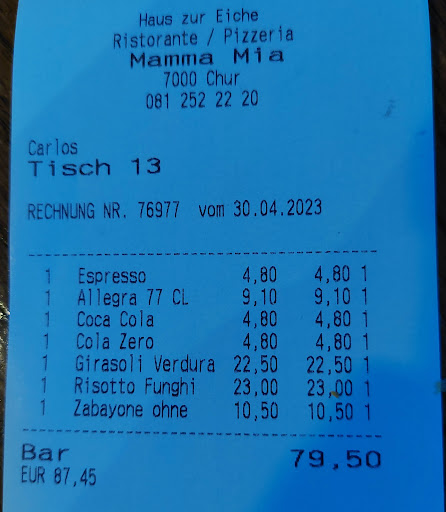 Haus zur Eiche
Ristorante / Pizzeria
Mamma Mia
7000 Chur
081 252 22 20
Carlos
Tisch 13
RECHNUNG NR. 76977 vom 30.04.2023
1 Espresso 4,80 4,80 1
1 Allegra 77 CL 9,10 9,10 1
1 Coca Cola 4,80 4,80 1
1 Cola Zero 4,80 4,80 1
1 Girasoli Verdura 22,50 22,50 1
1 Risotto Funghi 23,00 23,00 1
1 Zabayone ohne 10,50 10,50 1
Bar 79,50
EUR 87,45